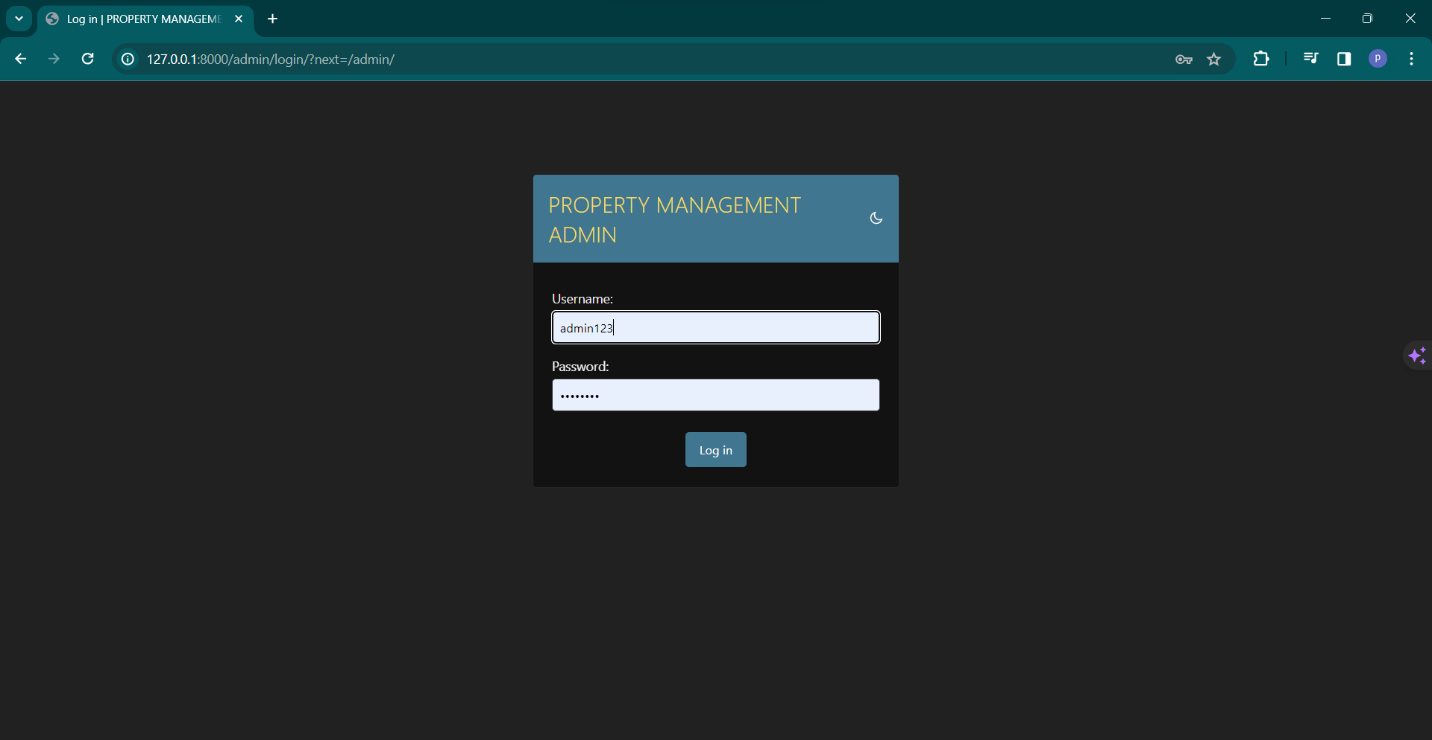 Log in | PROPERTY MANAGEME
127.0.0.1:8000/admin/login/?next=/admin/
P
PROPERTY MANAGEMENT
ADMIN
Username:
admin123
Password:
••••••••
Log in